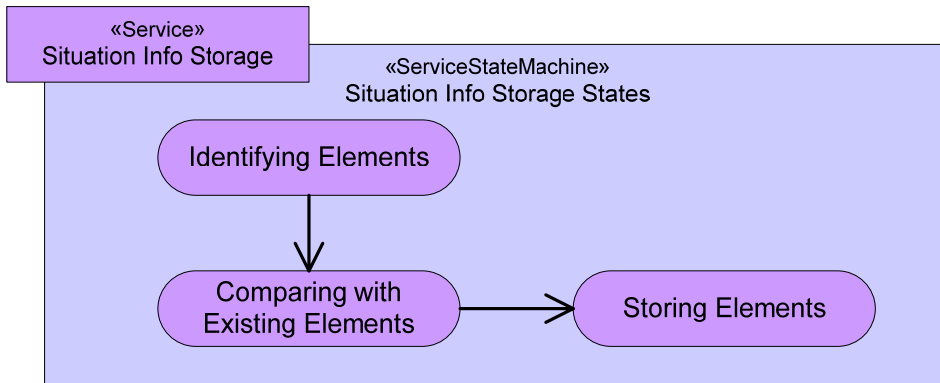 «Service»
Situation Info Storage
«ServiceStateMachine»
Situation Info Storage States
Identifying Elements
Comparing with
Existing Elements
Storing Elements